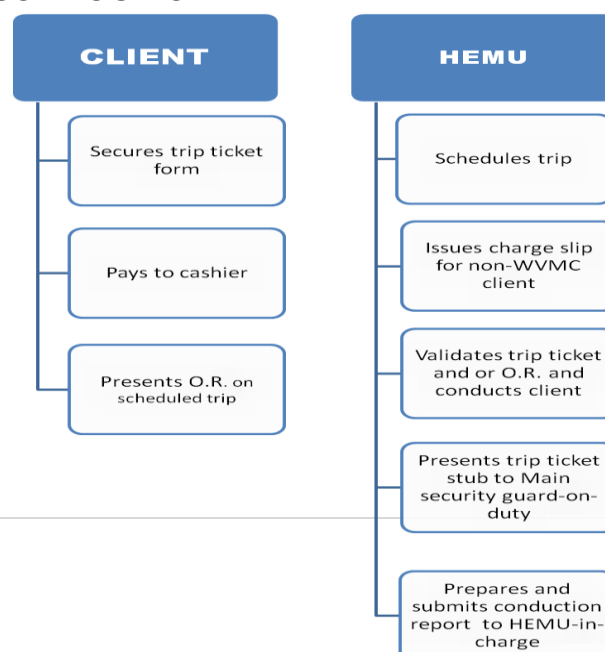 CLIENT
Secures trip ticket
form
Pays to cashier
Presents O.R. on
scheduled trip
HEMU
Schedules trip
Issues charge slip
for non-WVMC
client
Validates trip ticket
and or O.R. and
conducts client
Presents trip ticket
stub to Main
security guard-on-
duty
Prepares and
submits conduction
report to HEMU-in-
charge